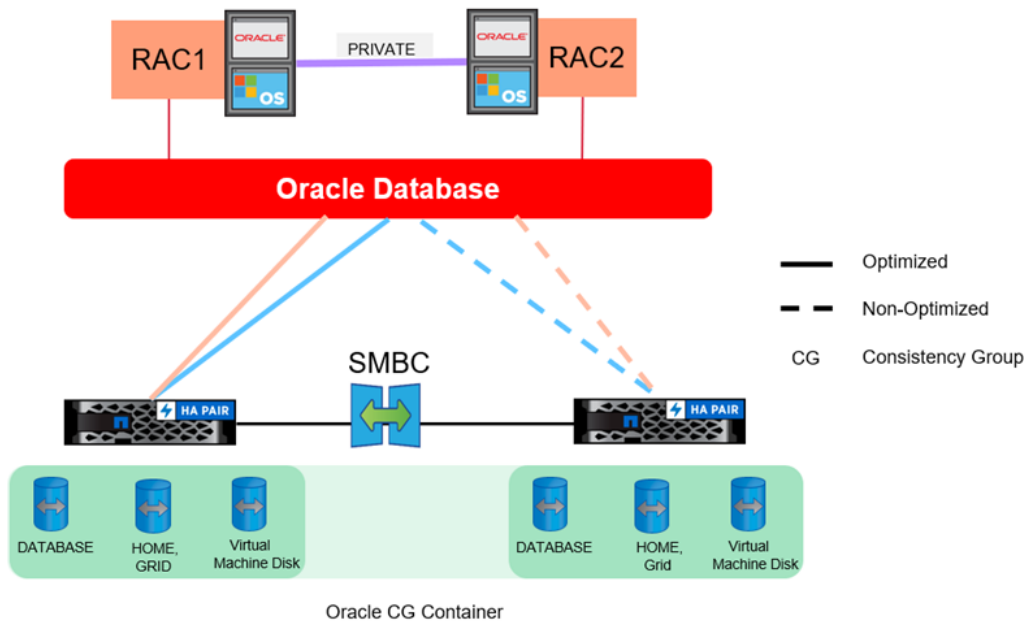 RAC1
ORACLE
OS
PRIVATE
ORACLE
OS
RAC2
Oracle Database
Optimized
Non-Optimized
CG Consistency Group
SMBC
HA PAIR
HA PAIR
DATABASE
HOME,
GRID
Virtual
Machine Disk
DATABASE
HOME,
Grid
Virtual
Machine Disk
Oracle CG Container